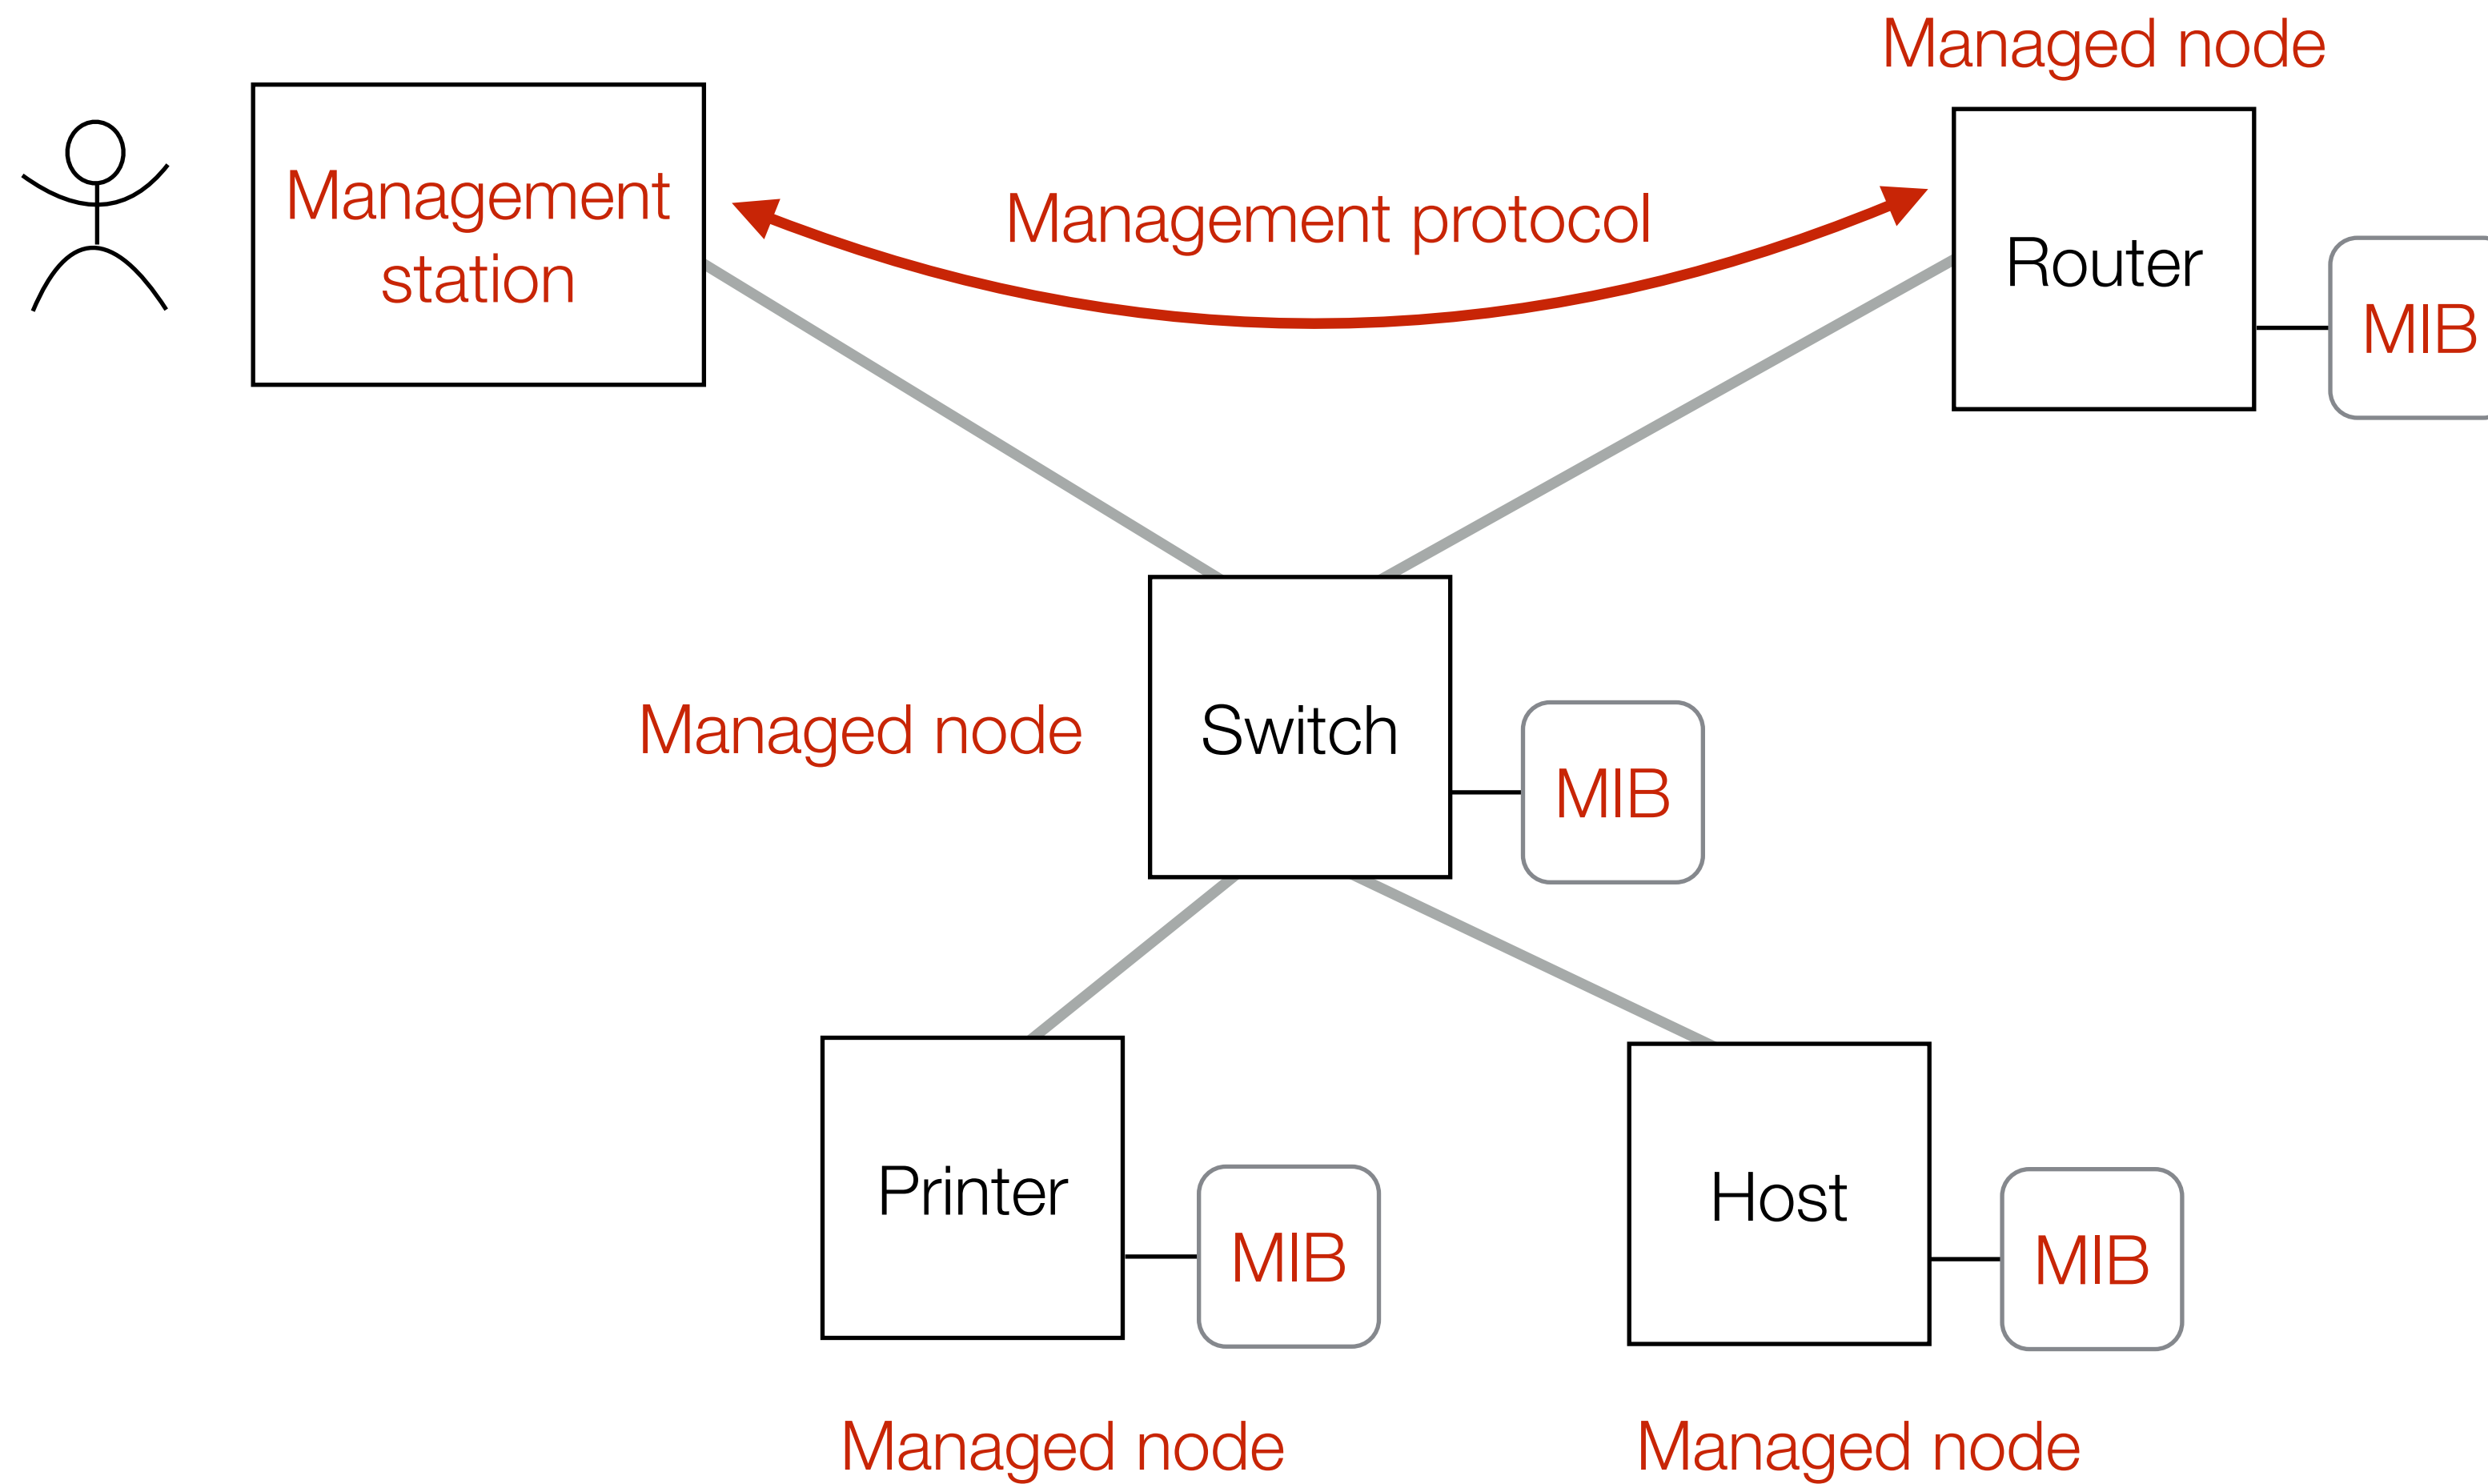 Managed node
Management
station
Management protocol
Router
MIB
Managed node
Switch
MIB
Printer
MIB
Host
MIB
Managed node
Managed node